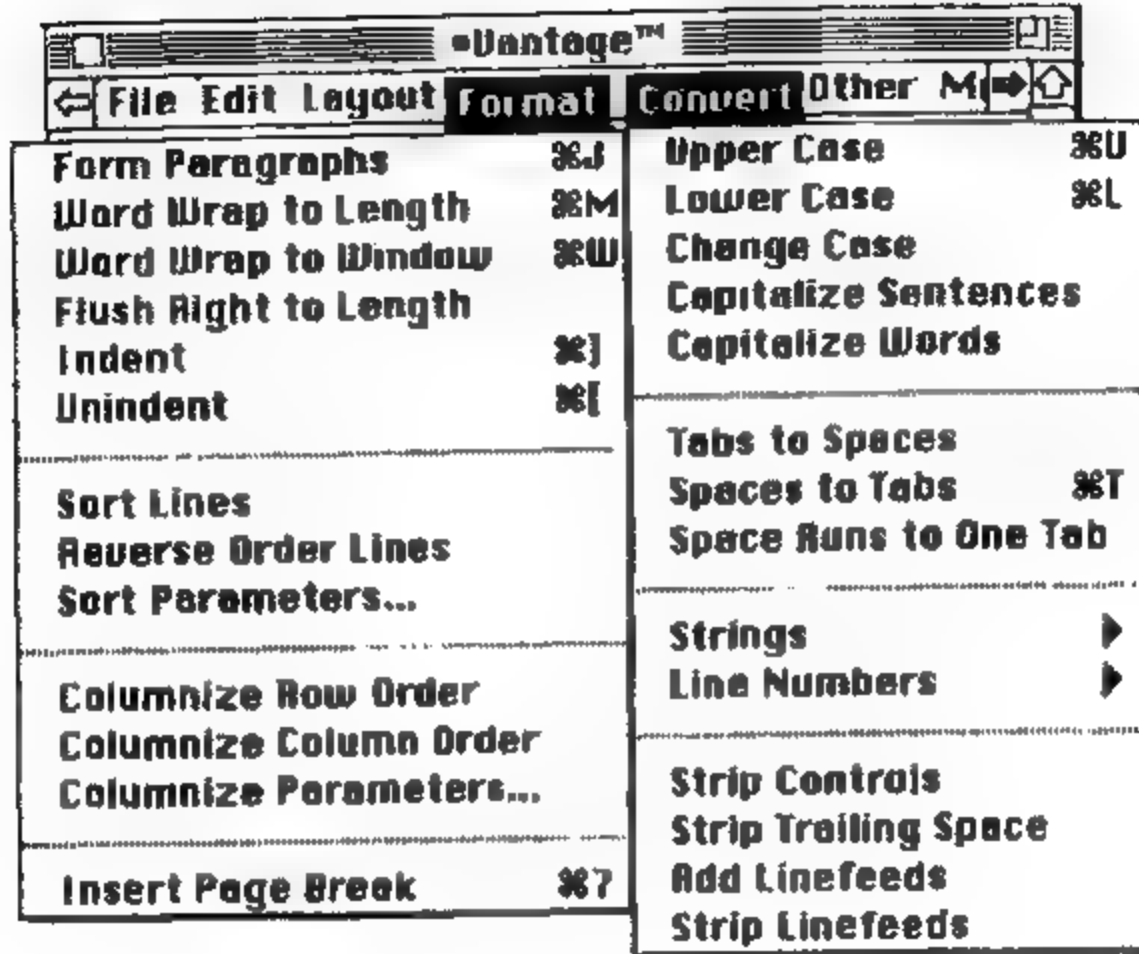 •Vantage™
File Edit Layout Format Convert Other
Form Paragraphs ⌘J
Word Wrap to Length ⌘M
Word Wrap to Window ⌘W
Flush Right to Length
Indent ⌘]
Unindent ⌘[
Sort Lines
Reverse Order Lines
Sort Parameters...
Columnize Row Order
Columnize Column Order
Columnize Parameters...
Insert Page Break ⌘7
Upper Case ⌘U
Lower Case ⌘L
Change Case
Capitalize Sentences
Capitalize Words
Tabs to Spaces
Spaces to Tabs ⌘T
Space Runs to One Tab
Strings ▶
Line Numbers ▶
Strip Controls
Strip Trailing Space
Add Linefeeds
Strip Linefeeds